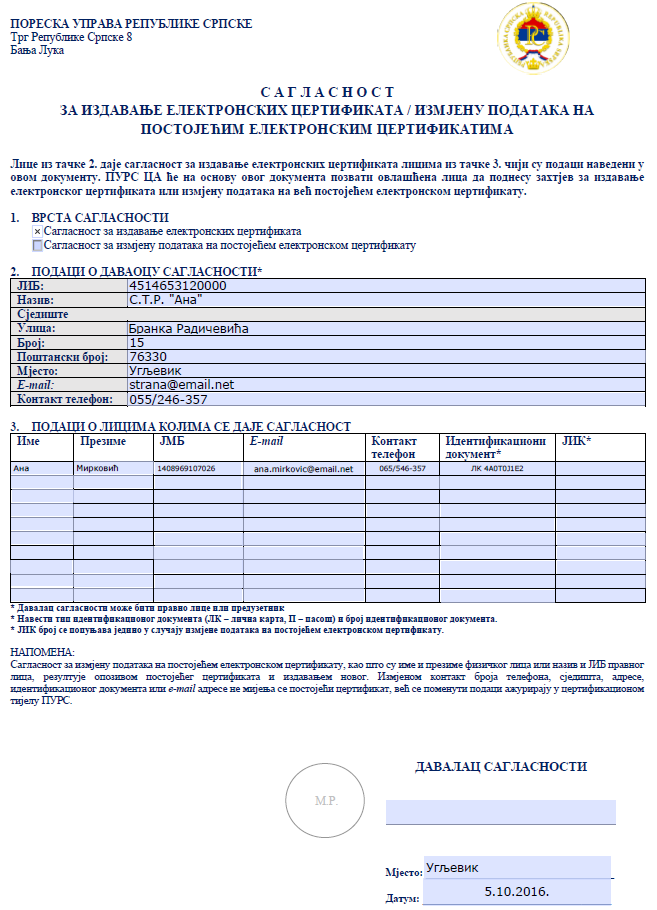 ПОРЕСКА УПРАВА РЕПУБЛИКЕ СРПСКЕ
Трг Републике Српске 8
Бања Лука
С А Г Л А С Н О С Т
ЗА ИЗДАВАЊЕ ЕЛЕКТРОНСКИХ ЦЕРТИФИКАТА / ИЗМЈЕНУ ПОДАТАКА НА
ПОСТОЈЕЋИМ ЕЛЕКТРОНСКИМ ЦЕРТИФИКАТИМА
Лице из тачке 2. даје сагласност за издавање електронских цертификата лицима из тачке 3. чији су подаци наведени у
овом документу. ПУРС ЦА ће на основу овог документа позвати овлашћена лица да поднесу захтјев за издавање
електронског цертификата или измјену података на већ постојећем електронском цертификату.
1. ВРСТА САГЛАСНОСТИ
Сагласност за издавање електронских цертификата
Сагласност за измјену података на постојећем електронском цертификату
2. ПОДАЦИ О ДАВАОЦУ САГЛАСНОСТИ*
ЈИБ: 4514653120000
Назив: С.Т.Р. "Ана"
Сједиште
Улица: Бранка Радичевића
Број: 15
Поштански број: 76330
Мјесто: Угљевик
E-mail: strana@email.net
Контакт телефон: 055/246-357
3. ПОДАЦИ О ЛИЦИМА КОЈИМА СЕ ДАЈЕ САГЛАСНОСТ
Име Презиме ЈМБ E-mail Контакт Идентификациони ЈИК*
телефон документ*
Ана Мирковић 1408969107026 ana.mirkovic@email.net 065/546-357 ЛК 4A0T0J1E2
* Давалац сагласности може бити правно лице или предузетник
* Навести тип идентификационог документа (ЛК – лична карта, П – пасош) и број идентификационог документа.
* ЈИК број се попуњава једино у случају измјене података на постојећем електронском цертификату.
НАПОМЕНА:
Сагласност за измјену података на постојећем електронском цертификату, као што су име и презиме физичког лица или назив и ЈИБ правног
лица, резултује опозивом постојећег цертификата и издавањем новог. Измјеном контакт броја телефона, сједишта, адресе,
идентификационог документа или e-mail адресе не мијења се постојећи цертификат, већ се поменути подаци ажурирају у цертификационом
тијелу ПУРС.
ДАВАЛАЦ САГЛАСНОСТИ
М.Р.
Мјесто: Угљевик
Датум: 5.10.2016.